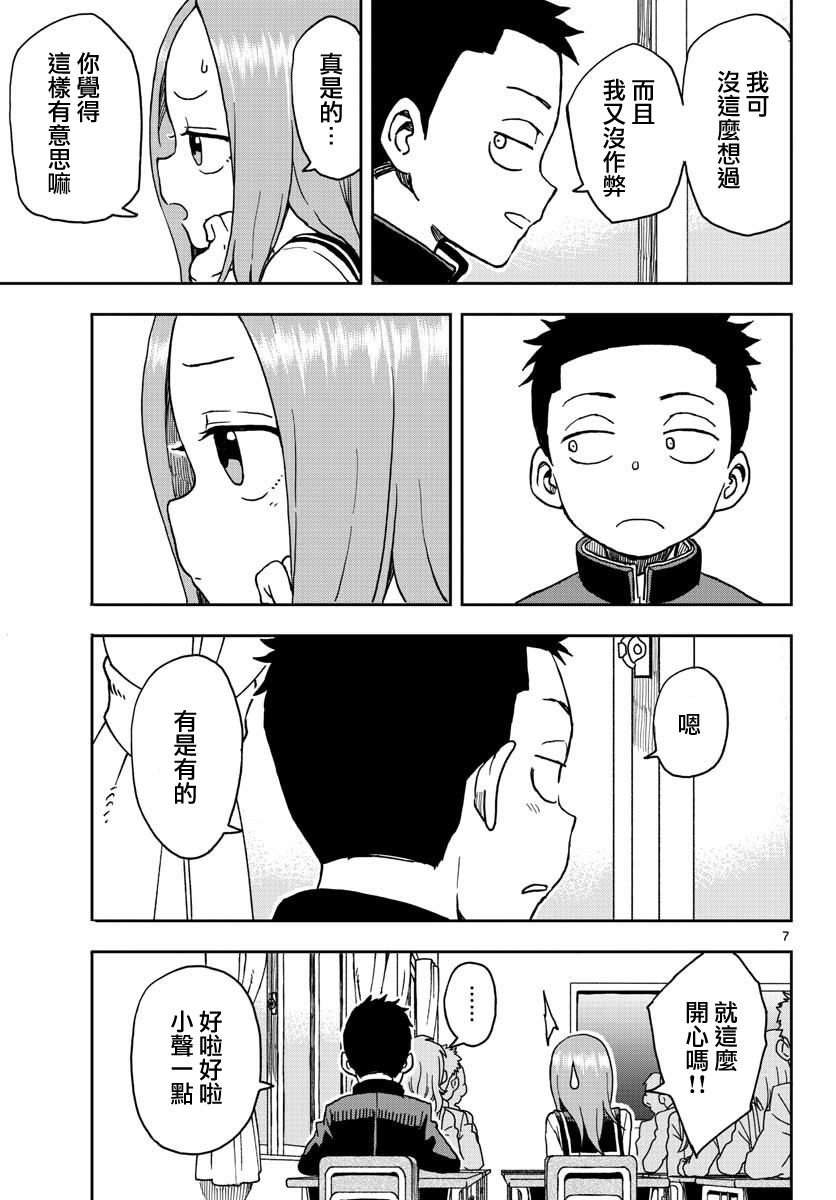 我可
沒這麼想過
而且
我又沒作弊
真是的…
你覺得
這樣有意思嘛
嗯
有是有的
7
就這麼
開心嗎!!
……
好啦好啦
小聲一點